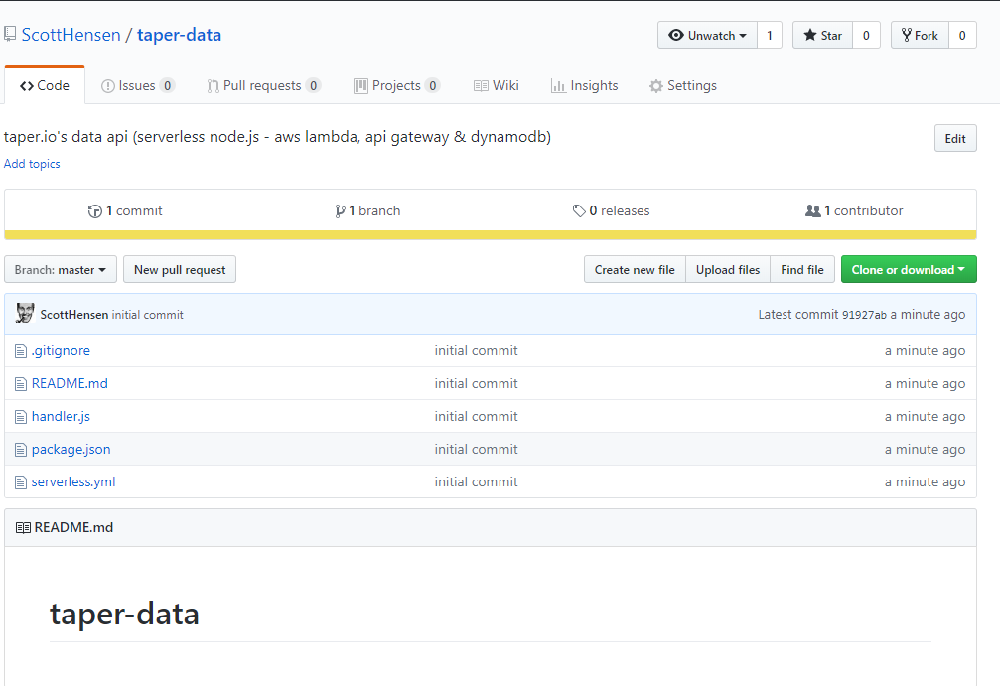 ScottHensen / taper-data Unwatch 1 Star 0 Fork 0
Code Issues 0 Pull requests 0 Projects 0 Wiki Insights Settings
taper.io's data api (serverless node.js - aws lambda, api gateway & dynamodb) Edit
Add topics
1 commit 1 branch 0 releases 1 contributor
Branch: master New pull request Create new file Upload files Find file Clone or download
ScottHensen initial commit Latest commit 91927ab a minute ago
.gitignore initial commit a minute ago
README.md initial commit a minute ago
handler.js initial commit a minute ago
package.json initial commit a minute ago
serverless.yml initial commit a minute ago
README.md
taper-data